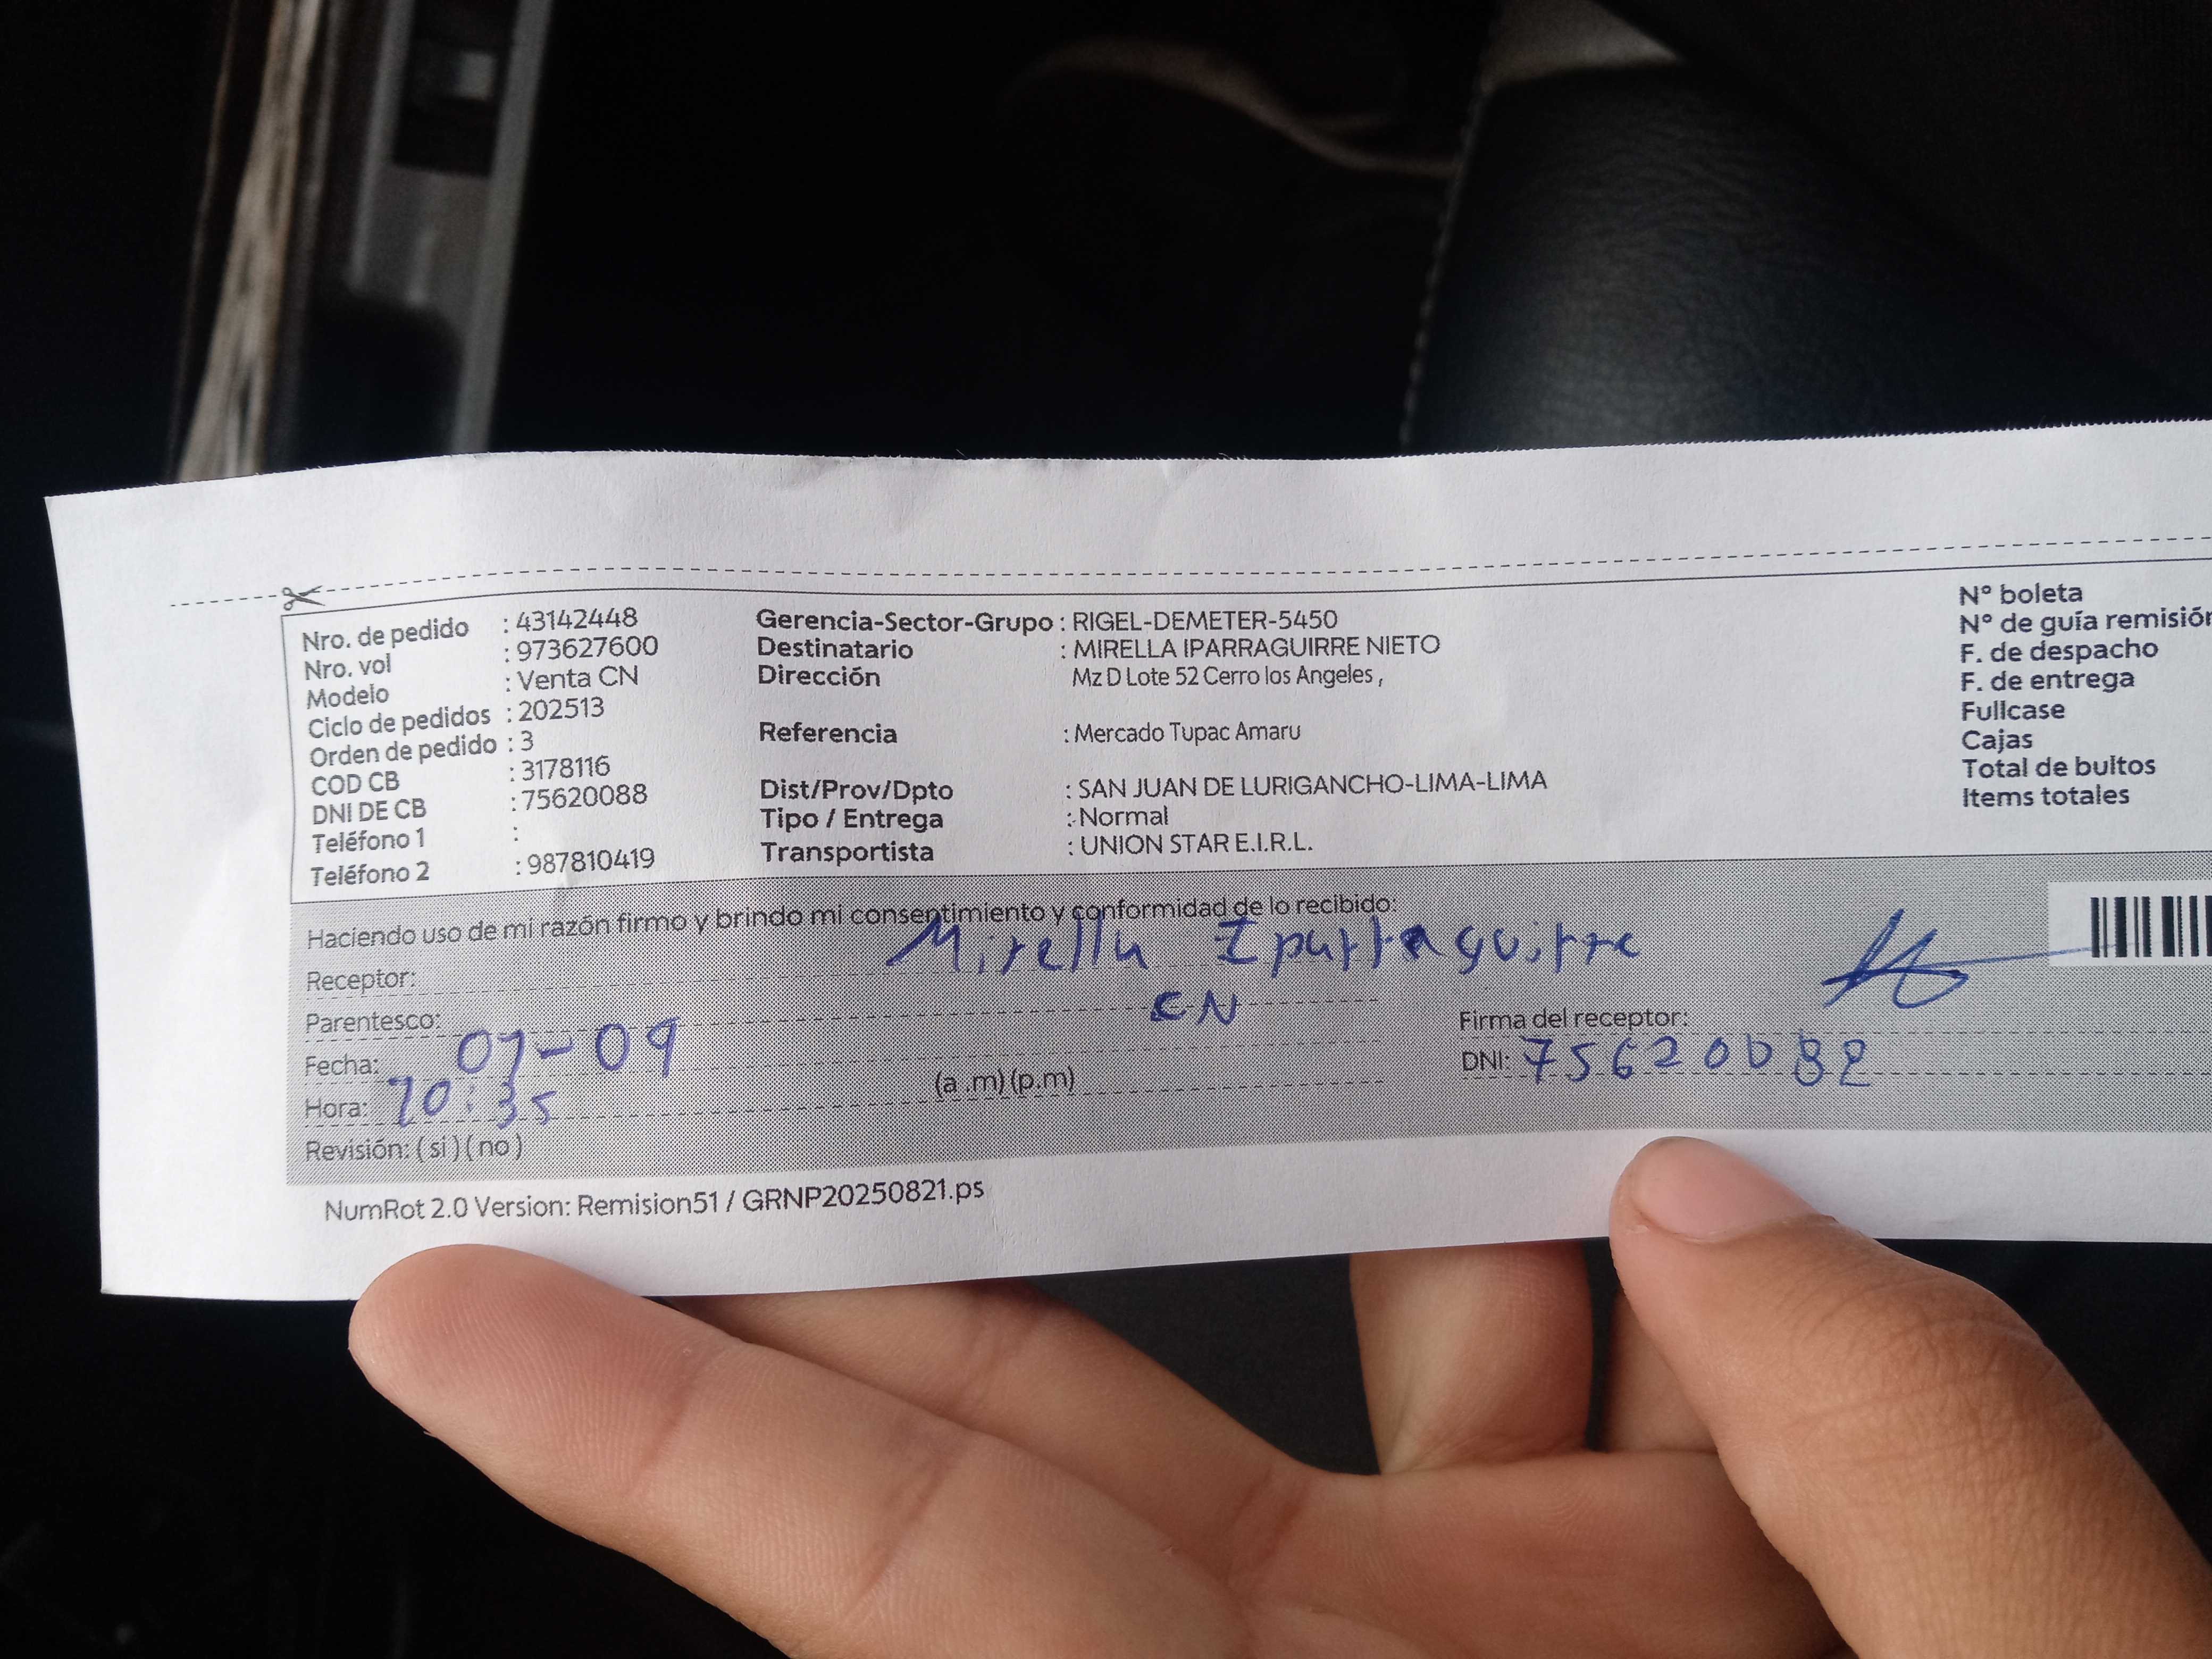 Nro. de pedido : 43142448
Nro. vol : 973627600
Modelo : Venta CN
Ciclo de pedidos : 202513
Orden de pedido : 3
COD CB : 3178116
DNI DE CB : 75620088
Teléfono 1 :
Teléfono 2 : 987810419
Gerencia-Sector-Grupo : RIGEL-DEMETER-5450
Destinatario : MIRELLA IPARRAGUIRRE NIETO
Dirección Mz D Lote 52 Cerro los Angeles ,
Referencia : Mercado Tupac Amaru
Dist/Prov/Dpto : SAN JUAN DE LURIGANCHO-LIMA-LIMA
Tipo / Entrega : Normal
Transportista : UNION STAR E.I.R.L.
N° boleta
N° de guía remisión
F. de despacho
F. de entrega
Fullcase
Cajas
Total de bultos
Items totales
Haciendo uso de mi razón firmo y brindo mi consentimiento y conformidad de lo recibido:
Receptor: Mirella Iparraguirre
Parentesco: CN
Fecha: 07-09
Hora: 10:35 (a .m) (p.m)
Revisión: ( si ) ( no )
Firma del receptor:
DNI: 75620082
NumRot 2.0 Version: Remision51 / GRNP20250821.ps